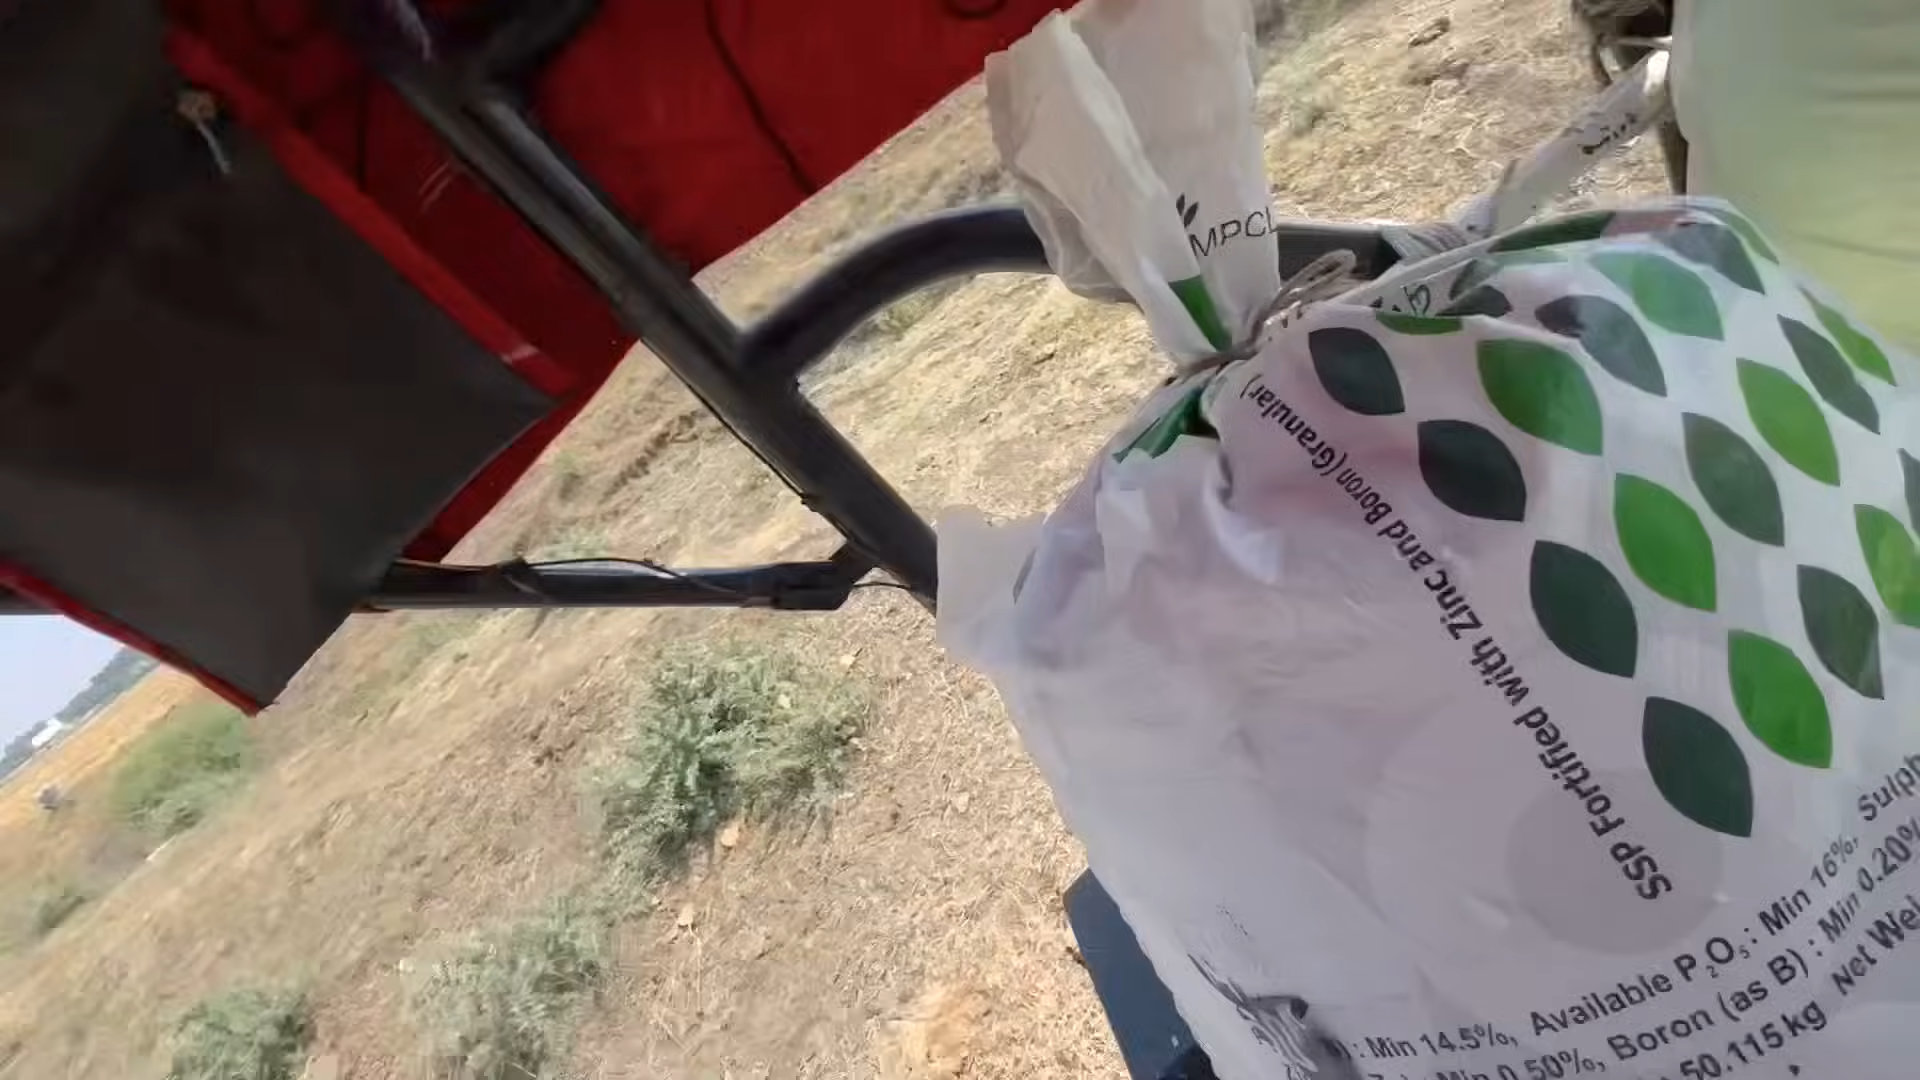 MPCL
SSP Fortified with Zinc and Boron (Granular)
Available P₂O₅ : Min 16%, Sulph
: Min 14.5%,
Min 0.50%, Boron (as B) : Min 0.20%
50.115 kg Net Wei